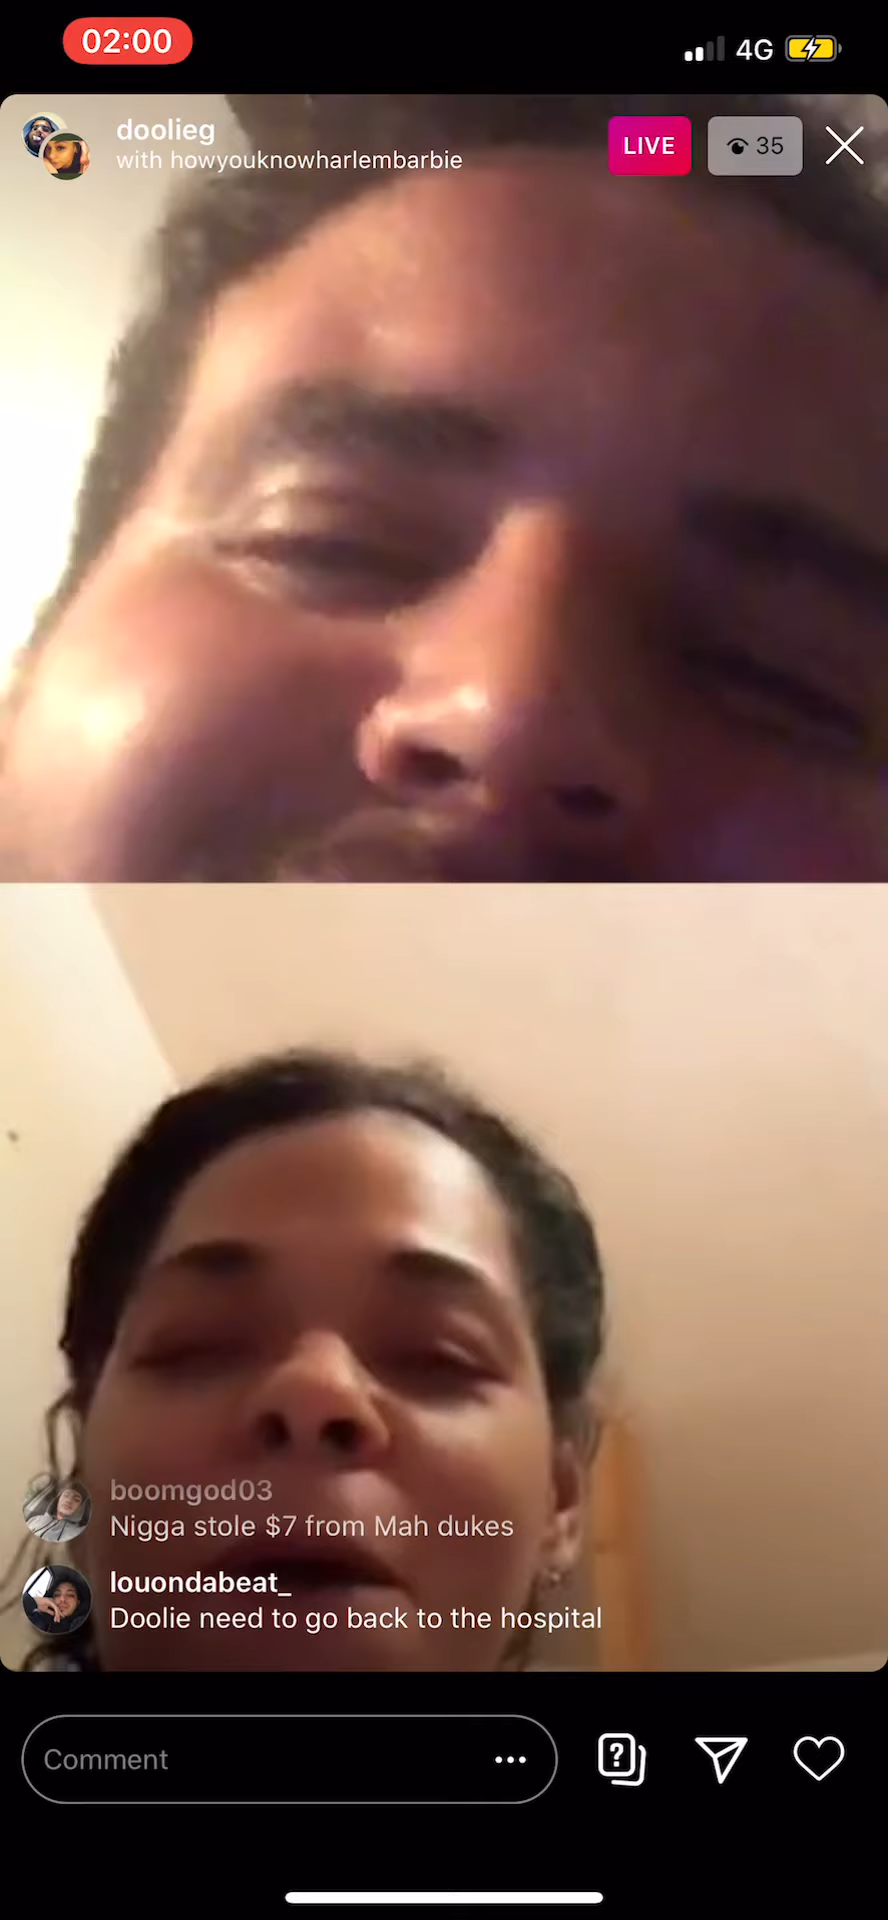 02:00
4G
doolieg
LIVE
35
with howyouknowharlembarbie
boomgod03
Nigga stole $7 from Mah dukes
louondabeat_
Doolie need to go back to the hospital
Comment